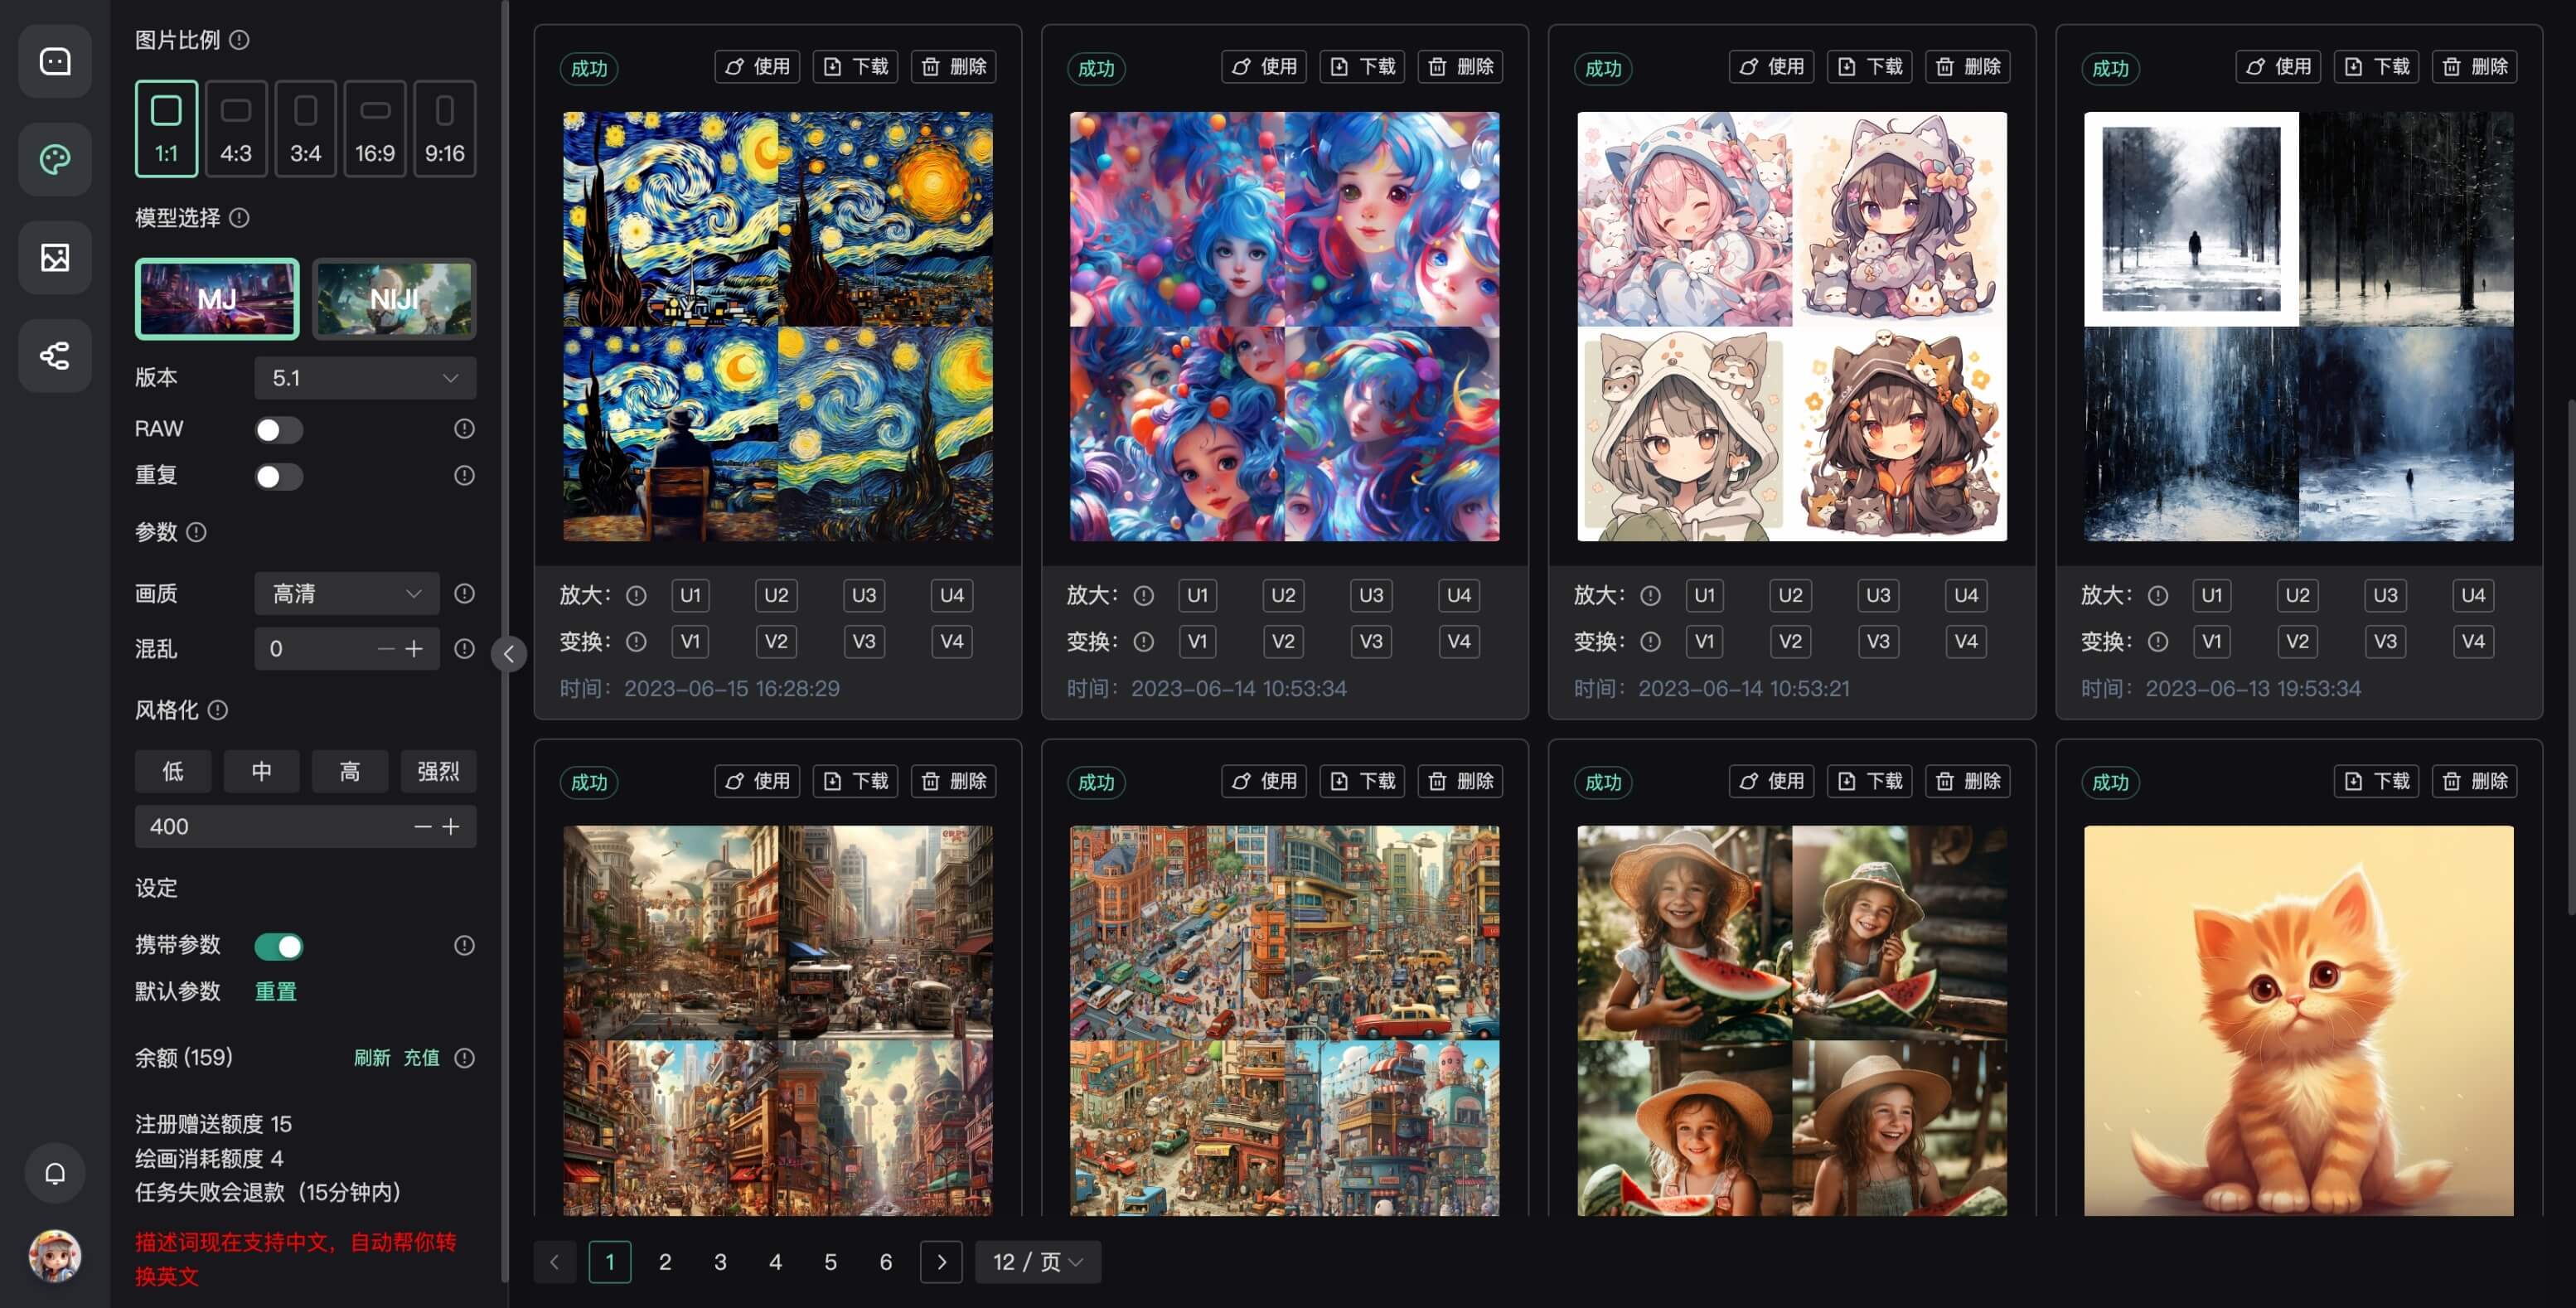 图片比例
1:1 4:3 3:4 16:9 9:16
模型选择
MJ NIJI
版本 5.1
RAW
重复
参数
画质 高清
混乱 0
风格化
低 中 高 强烈
400
设定
携带参数
默认参数 重置
余额 (159) 刷新 充值
注册赠送额度 15
绘画消耗额度 4
任务失败会退款（15分钟内）
描述词现在支持中文，自动帮你转
换英文
成功 使用 下载 删除
放大： U1 U2 U3 U4
变换： V1 V2 V3 V4
时间：2023-06-15 16:28:29
成功 使用 下载 删除
放大： U1 U2 U3 U4
变换： V1 V2 V3 V4
时间：2023-06-14 10:53:34
成功 使用 下载 删除
放大： U1 U2 U3 U4
变换： V1 V2 V3 V4
时间：2023-06-14 10:53:21
成功 使用 下载 删除
放大： U1 U2 U3 U4
变换： V1 V2 V3 V4
时间：2023-06-13 19:53:34
成功 使用 下载 删除
成功 使用 下载 删除
成功 使用 下载 删除
成功 下载 删除
1 2 3 4 5 6 12 / 页